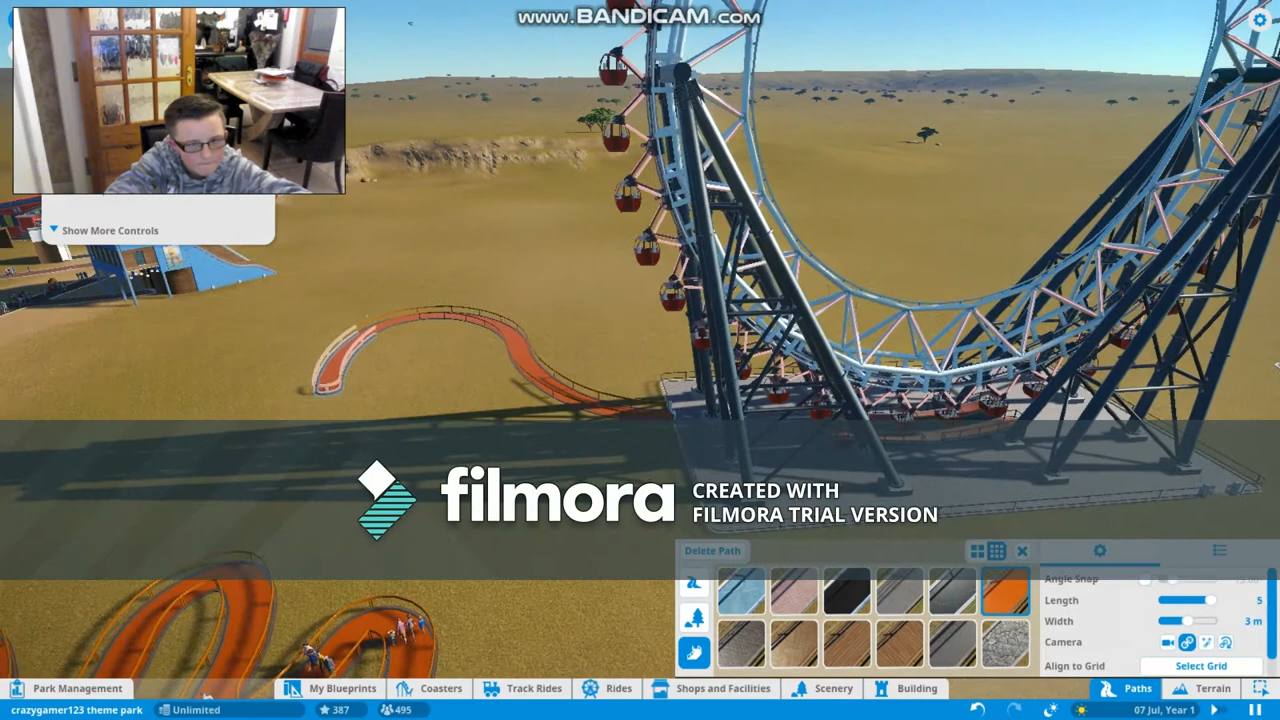 WWW.BANDICAM.COM
Show More Controls
filmora
CREATED WITH
FILMORA TRIAL VERSION
Delete Path
Angle Snap
Length
5
Width
3 m
Camera
Align to Grid
Select Grid
Park Management
My Blueprints
Coasters
Track Rides
Rides
Shops and Facilities
Scenery
Building
Paths
Terrain
crazygamer123 theme park
Unlimited
387
495
07 Jul, Year 1